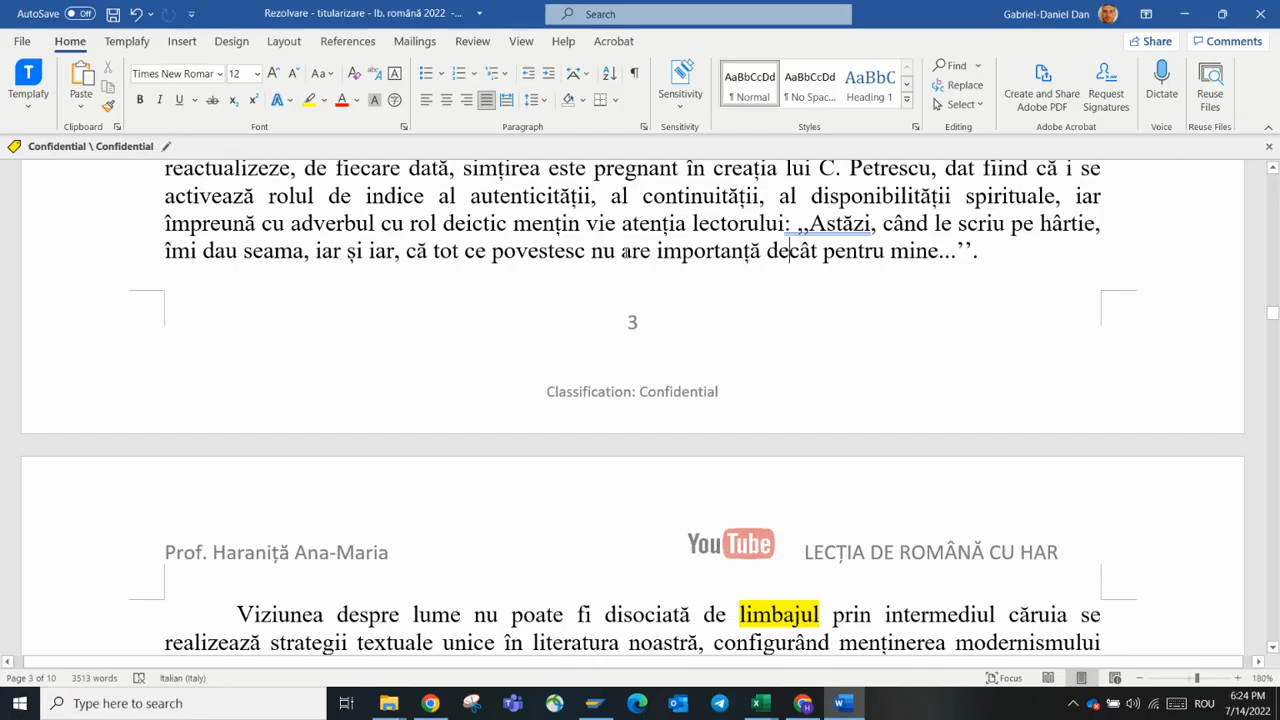 AutoSave Off Rezolvare - titularizare - lb. română 2022 - ... Search Gabriel-Daniel Dan
File Home Templafy Insert Design Layout References Mailings Review View Help Acrobat Share Comments
Templafy Paste Times New Roman 12 Aa A B I U ab x₂ x² A A AaBbCcDd ¶ Normal AaBbCcDd ¶ No Spac... AaBbC Heading 1 Sensitivity Find Replace Select Create and Share Adobe PDF Request Signatures Dictate Reuse Files
Clipboard Font Paragraph Sensitivity Styles Editing Adobe Acrobat Voice Reuse Files
Confidential \ Confidential
reactualizeze, de fiecare dată, simțirea este pregnant în creația lui C. Petrescu, dat fiind că i se
activează rolul de indice al autenticității, al continuității, al disponibilității spirituale, iar
împreună cu adverbul cu rol deictic mențin vie atenția lectorului: ,,Astăzi, când le scriu pe hârtie,
îmi dau seama, iar și iar, că tot ce povestesc nu are importanță decât pentru mine...’’.
3
Classification: Confidential
Prof. Haraniță Ana-Maria YouTube LECȚIA DE ROMÂNĂ CU HAR
Viziunea despre lume nu poate fi disociată de limbajul prin intermediul căruia se
realizează strategii textuale unice în literatura noastră, configurând menținerea modernismului
Page 3 of 10 3513 words Italian (Italy) Focus 180%
Type here to search ROU 6:24 PM
7/14/2022